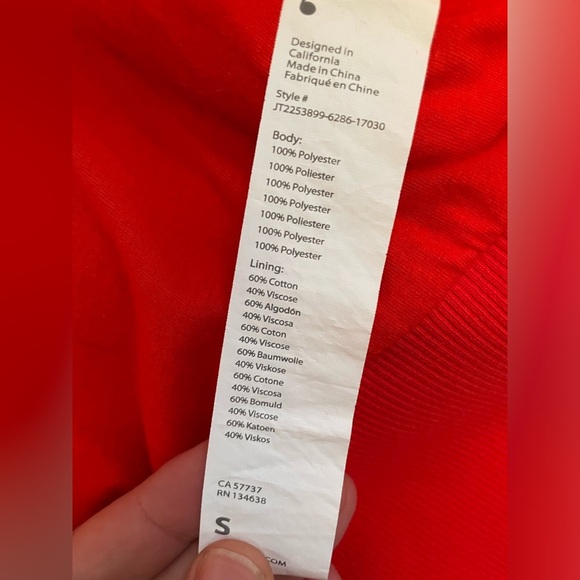 Designed in
California
Made in China
Fabriqué en Chine
Style #
JT2253899-6286-17030
Body:
100% Polyester
100% Poliester
100% Polyester
100% Polyester
100% Poliestere
100% Polyester
100% Polyester
Lining:
60% Cotton
40% Viscose
60% Algodón
40% Viscosa
60% Coton
40% Viscose
60% Baumwolle
40% Viskose
60% Cotone
40% Viscosa
60% Bomuld
40% Viscose
60% Katoen
40% Viskos
CA 57737
RN 134638
S
.COM